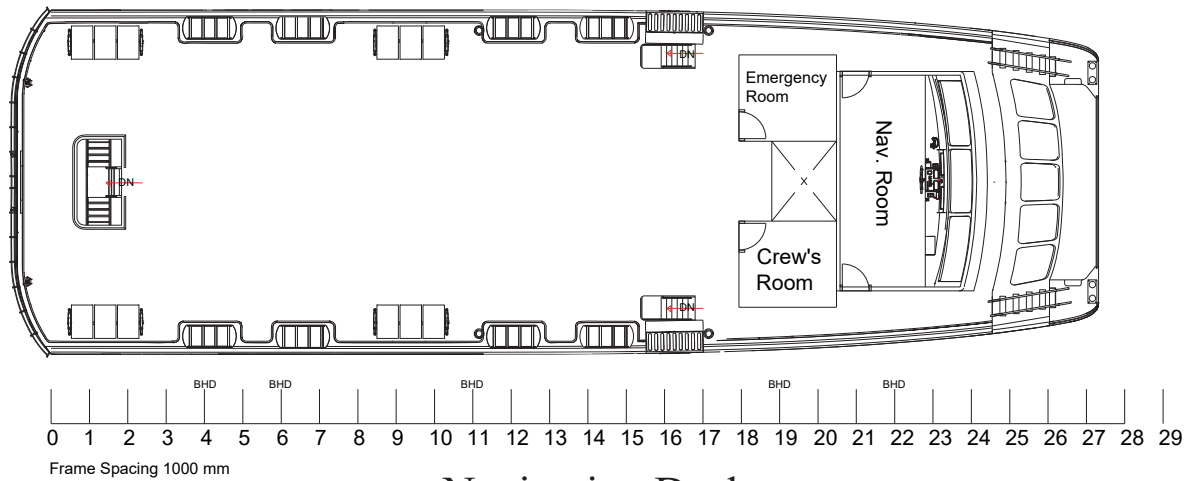 DN
Emergency
Room
DN
Nav. Room
X
Crew's
Room
DN
BHD BHD BHD BHD BHD
0 1 2 3 4 5 6 7 8 9 10 11 12 13 14 15 16 17 18 19 20 21 22 23 24 25 26 27 28 29
Frame Spacing 1000 mm